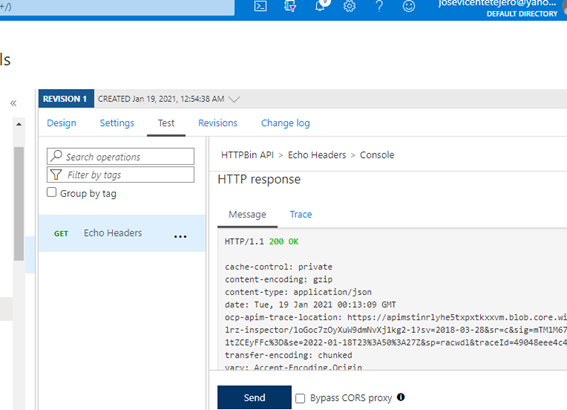 +/)
josevicentetejero@yaho...
DEFAULT DIRECTORY
ls
«
REVISION 1 CREATED Jan 19, 2021, 12:54:38 AM
Design Settings Test Revisions Change log
Search operations
Filter by tags
Group by tag
GET Echo Headers ...
HTTPBin API > Echo Headers > Console
HTTP response
Message Trace
HTTP/1.1 200 OK
cache-control: private
content-encoding: gzip
content-type: application/json
date: Tue, 19 Jan 2021 00:13:09 GMT
ocp-apim-trace-location: https://apimstinrlyhe5txpxtkxxvm.blob.core.wi
lrz-inspector/1oGoc7zOyXuW9dmNvXj1kg2-1?sv=2018-03-28&sr=c&sig=mTM1M67
1tZCEyFFc%3D&se=2022-01-18T23%3A50%3A27Z&sp=racwdl&traceId=49048eee4c4
transfer-encoding: chunked
vary: Accept-Encoding,Origin
Send Bypass CORS proxy